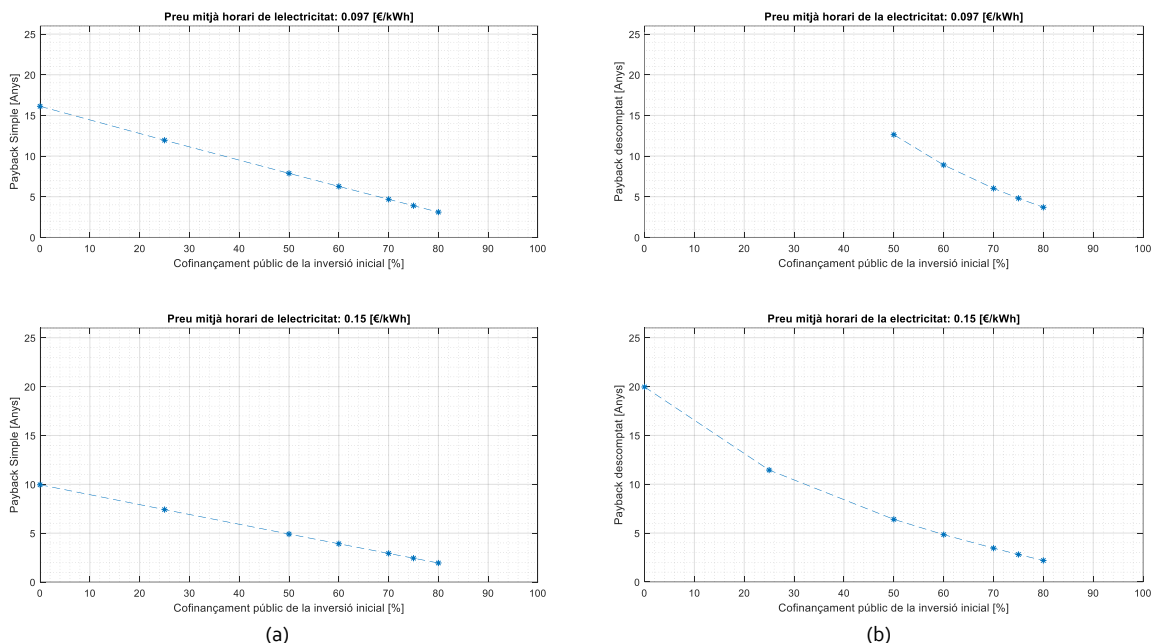 Preu mitjà horari de lelectricitat: 0.097 [€/kWh]
Payback Simple [Anys]
25
20
15
10
5
0
0 10 20 30 40 50 60 70 80 90 100
Cofinançament públic de la inversió inicial [%]
Preu mitjà horari de la electricitat: 0.097 [€/kWh]
Payback descomptat [Anys]
25
20
15
10
5
0
0 10 20 30 40 50 60 70 80 90 100
Cofinançament públic de la inversió inicial [%]
Preu mitjà horari de lelectricitat: 0.15 [€/kWh]
Payback Simple [Anys]
25
20
15
10
5
0
0 10 20 30 40 50 60 70 80 90 100
Cofinançament públic de la inversió inicial [%]
Preu mitjà horari de la electricitat: 0.15 [€/kWh]
Payback descomptat [Anys]
25
20
15
10
5
0
0 10 20 30 40 50 60 70 80 90 100
Cofinançament públic de la inversió inicial [%]
(a)
(b)